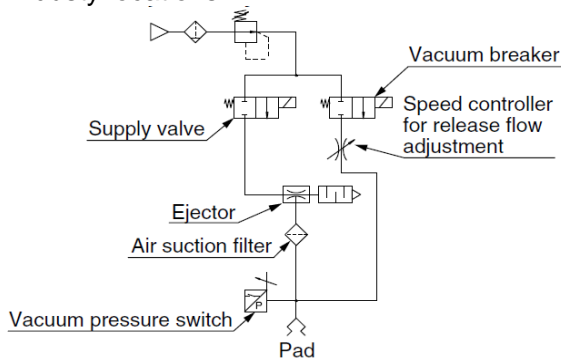 Vacuum breaker
Speed controller
for release flow
adjustment
Supply valve
Ejector
Air suction filter
P
Vacuum pressure switch
Pad